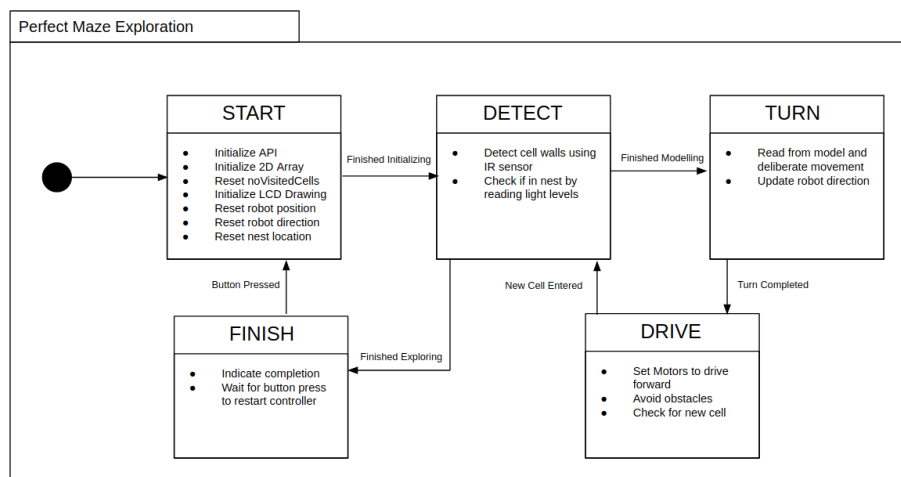 Perfect Maze Exploration
START
Initialize API
Initialize 2D Array
Reset noVisitedCells
Initialize LCD Drawing
Reset robot position
Reset robot direction
Reset nest location
Finished Initializing
DETECT
Detect cell walls using
IR sensor
Check if in nest by
reading light levels
Finished Modelling
TURN
Read from model and
deliberate movement
Update robot direction
Button Pressed
New Cell Entered
Turn Completed
FINISH
Indicate completion
Wait for button press
to restart controller
Finished Exploring
DRIVE
Set Motors to drive
forward
Avoid obstacles
Check for new cell